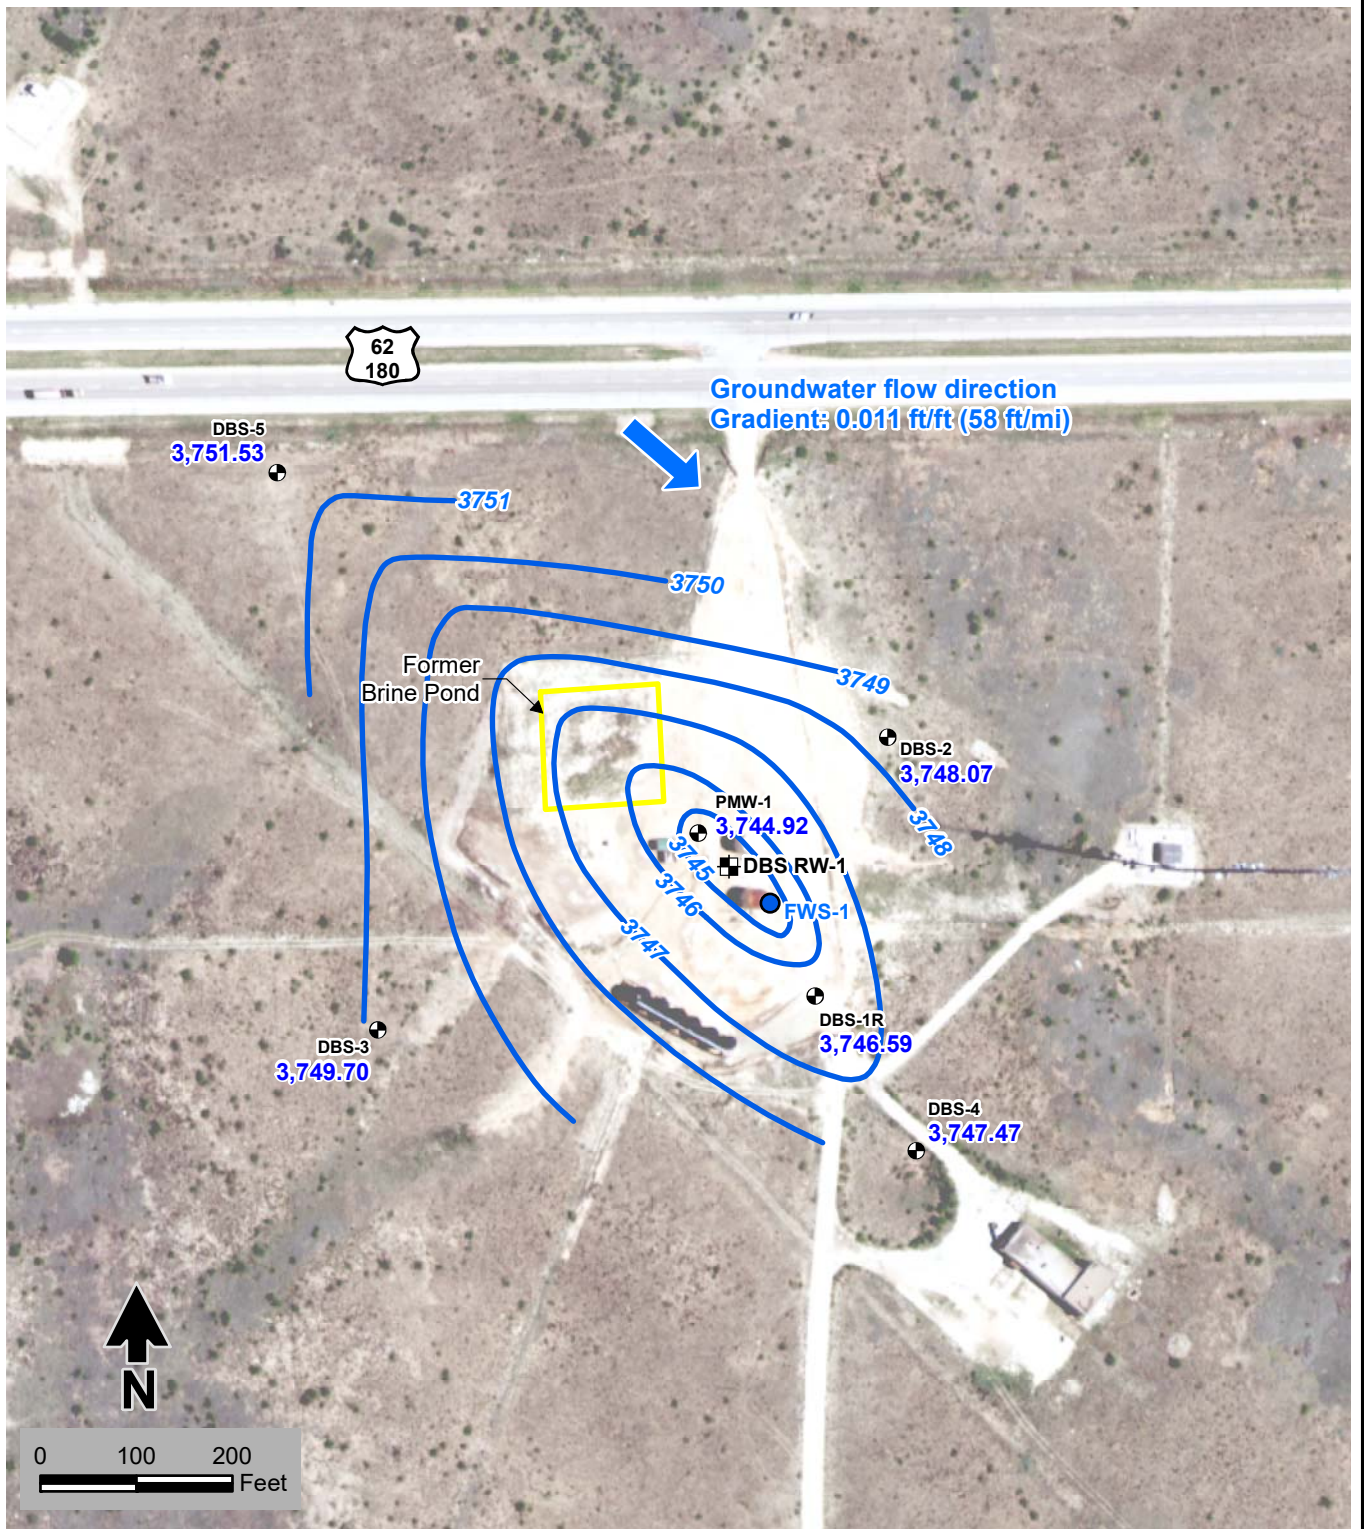 62
180
Groundwater flow direction
Gradient: 0.011 ft/ft (58 ft/mi)
DBS-5
3,751.53
3751
3750
3749
Former
Brine Pond
DBS-2
3,748.07
3748
PMW-1
3,744.92
3745
DBS RW-1
3746
FWS-1
3747
DBS-1R
3,746.59
DBS-3
3,749.70
DBS-4
3,747.47
N
0 100 200
Feet